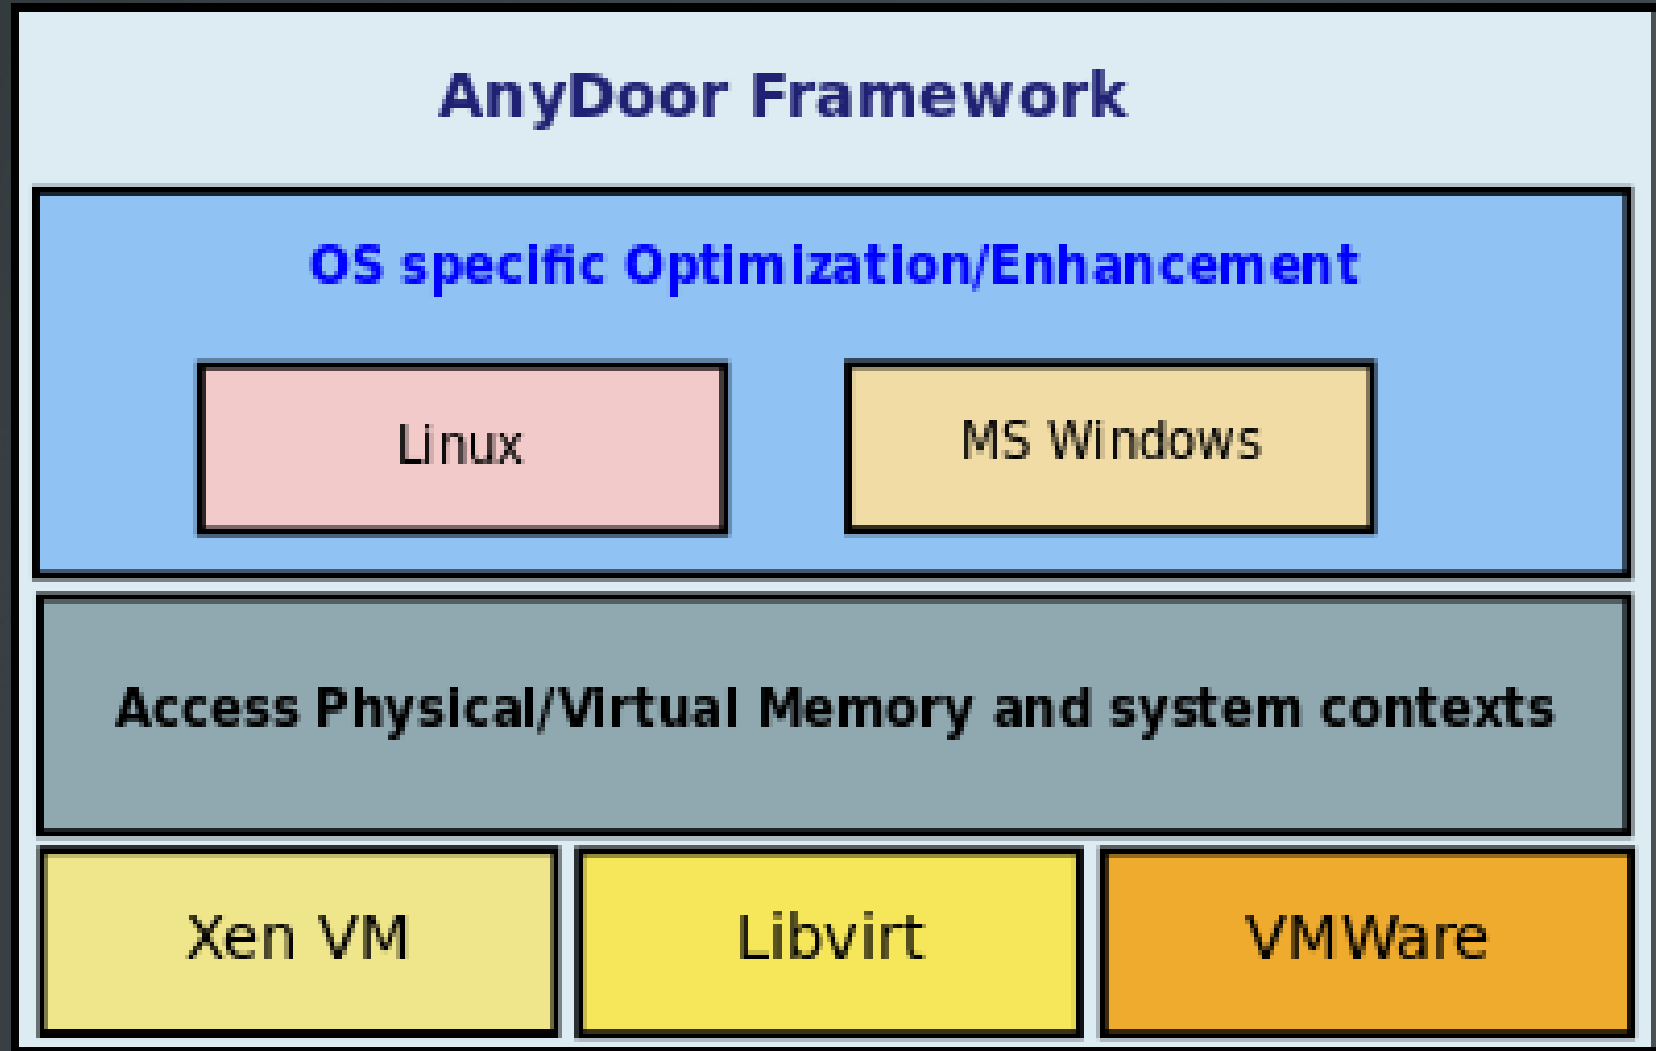 AnyDoor Framework
OS specific Optimization/Enhancement
Linux
MS Windows
Access Physical/Virtual Memory and system contexts
Xen VM
Libvirt
VMWare